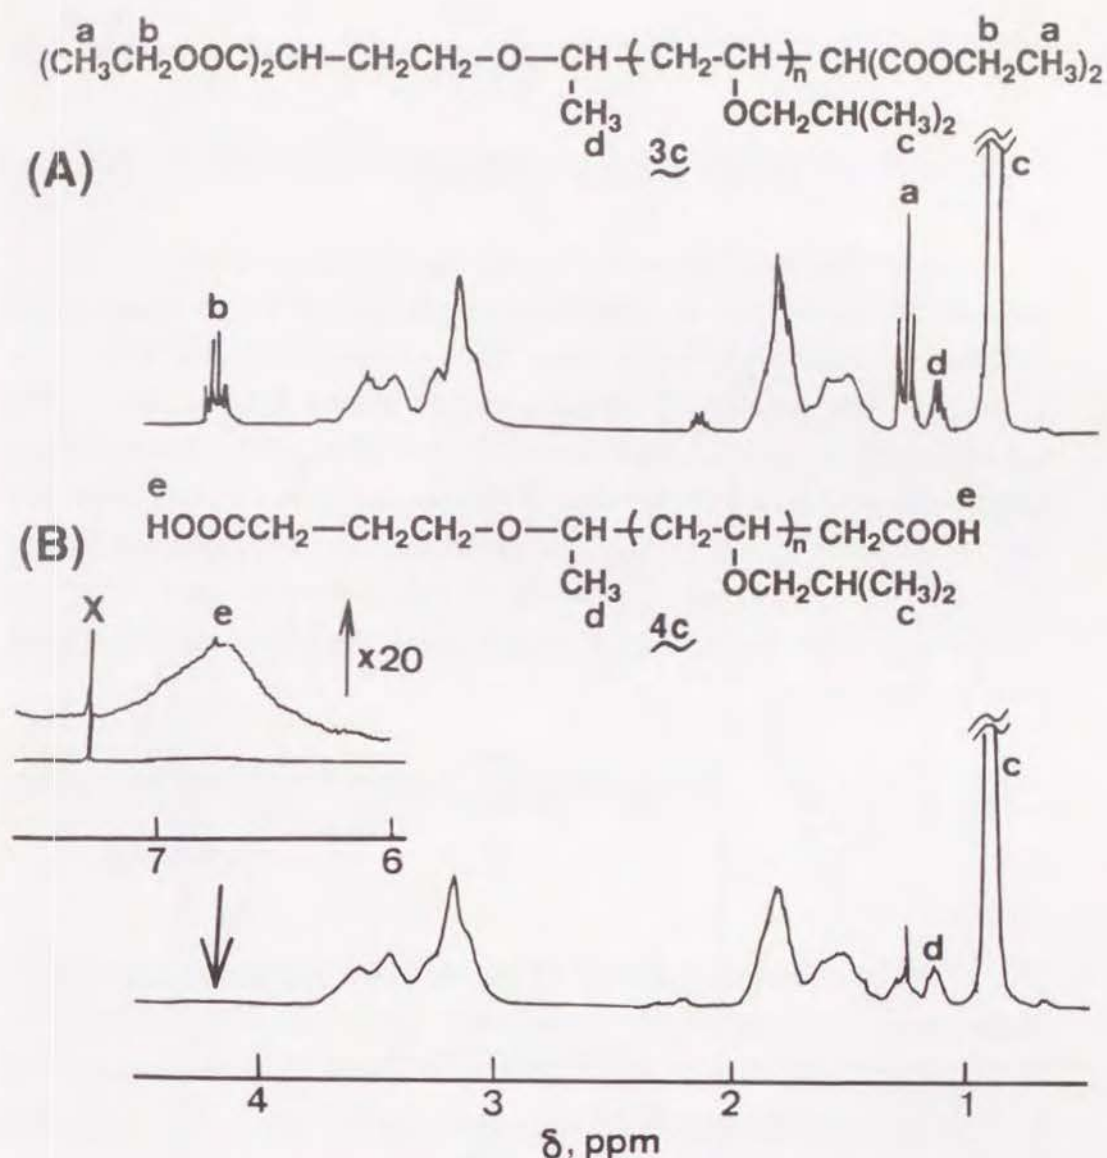 a b b a
(CH₃CH₂OOC)₂CH–CH₂CH₂–O—CH–(CH₂-CH)ₙ–CH(COOCH₂CH₃)₂
CH₃ OCH₂CH(CH₃)₂
d 3c c
(A)
c
a
b
d
e e
(B) HOOCCH₂—CH₂CH₂–O—CH–(CH₂-CH)ₙ–CH₂COOH
CH₃ OCH₂CH(CH₃)₂
d 4c c
X e x20
7 6
c
d
4 3 2 1
δ, ppm